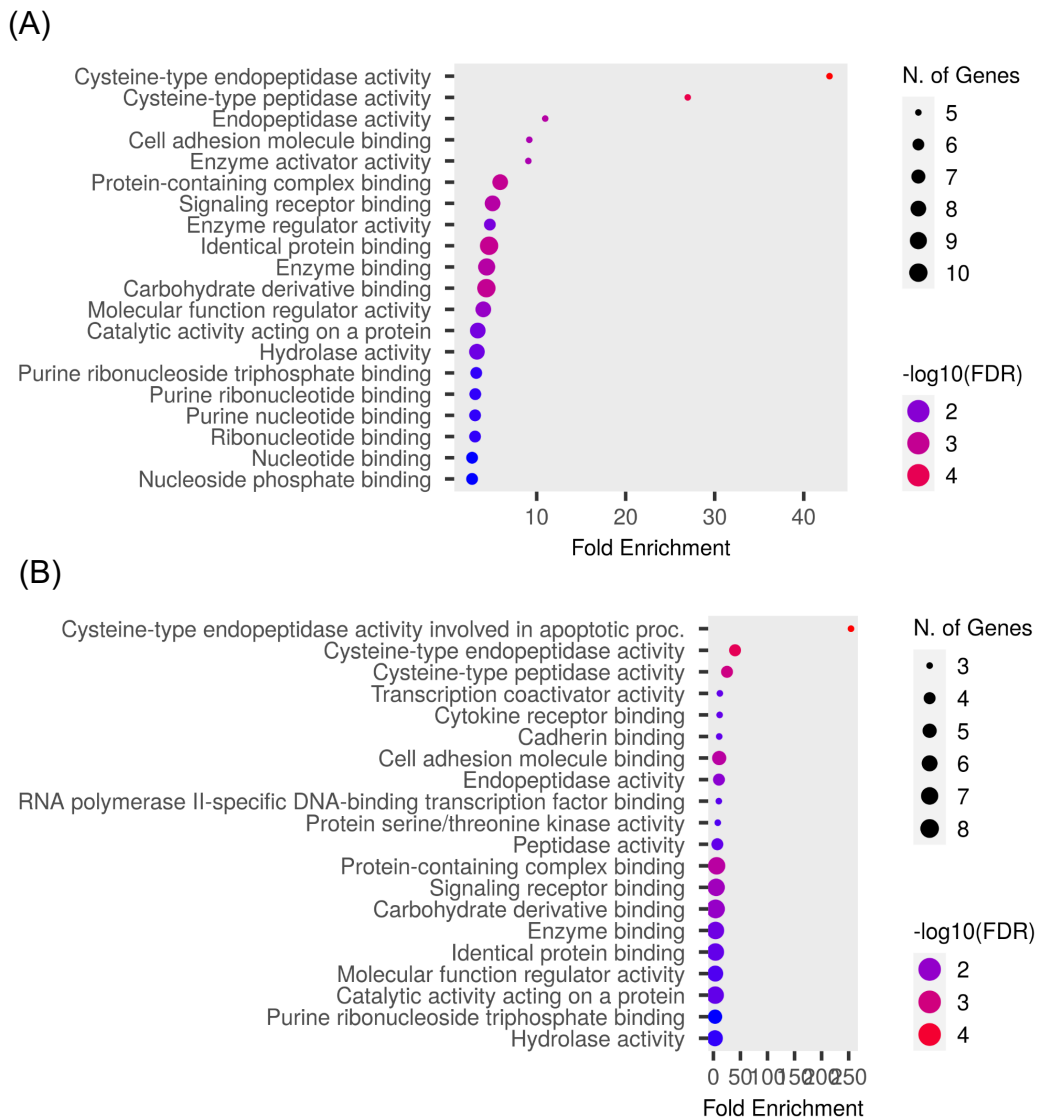 (A)
Cysteine-type endopeptidase activity
Cysteine-type peptidase activity
Endopeptidase activity
Cell adhesion molecule binding
Enzyme activator activity
Protein-containing complex binding
Signaling receptor binding
Enzyme regulator activity
Identical protein binding
Enzyme binding
Carbohydrate derivative binding
Molecular function regulator activity
Catalytic activity acting on a protein
Hydrolase activity
Purine ribonucleoside triphosphate binding
Purine ribonucleotide binding
Purine nucleotide binding
Ribonucleotide binding
Nucleotide binding
Nucleoside phosphate binding
10 20 30 40
Fold Enrichment
N. of Genes
5
6
7
8
9
10
-log10(FDR)
2
3
4
(B)
Cysteine-type endopeptidase activity involved in apoptotic proc.
Cysteine-type endopeptidase activity
Cysteine-type peptidase activity
Transcription coactivator activity
Cytokine receptor binding
Cadherin binding
Cell adhesion molecule binding
Endopeptidase activity
RNA polymerase II-specific DNA-binding transcription factor binding
Protein serine/threonine kinase activity
Peptidase activity
Protein-containing complex binding
Signaling receptor binding
Carbohydrate derivative binding
Enzyme binding
Identical protein binding
Molecular function regulator activity
Catalytic activity acting on a protein
Purine ribonucleoside triphosphate binding
Hydrolase activity
0 50 100 150 200 250
Fold Enrichment
N. of Genes
3
4
5
6
7
8
-log10(FDR)
2
3
4